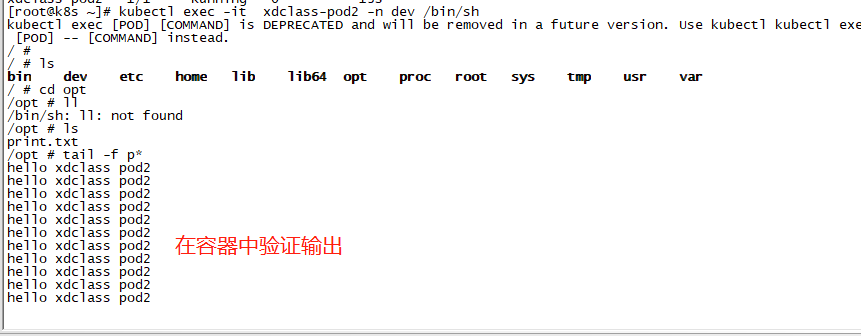 [root@k8s ~]# kubectl exec -it  xdclass-pod2 -n dev /bin/sh
kubectl exec [POD] [COMMAND] is DEPRECATED and will be removed in a future version. Use kubectl kubectl exe
 [POD] -- [COMMAND] instead.
/ #
/ # ls
bin    dev    etc    home   lib    lib64  opt    proc   root   sys    tmp    usr    var
/ # cd opt
/opt # ll
/bin/sh: ll: not found
/opt # ls
print.txt
/opt # tail -f p*
hello xdclass pod2
hello xdclass pod2
hello xdclass pod2
hello xdclass pod2
hello xdclass pod2
hello xdclass pod2
hello xdclass pod2
在容器中验证输出
hello xdclass pod2
hello xdclass pod2
hello xdclass pod2
hello xdclass pod2